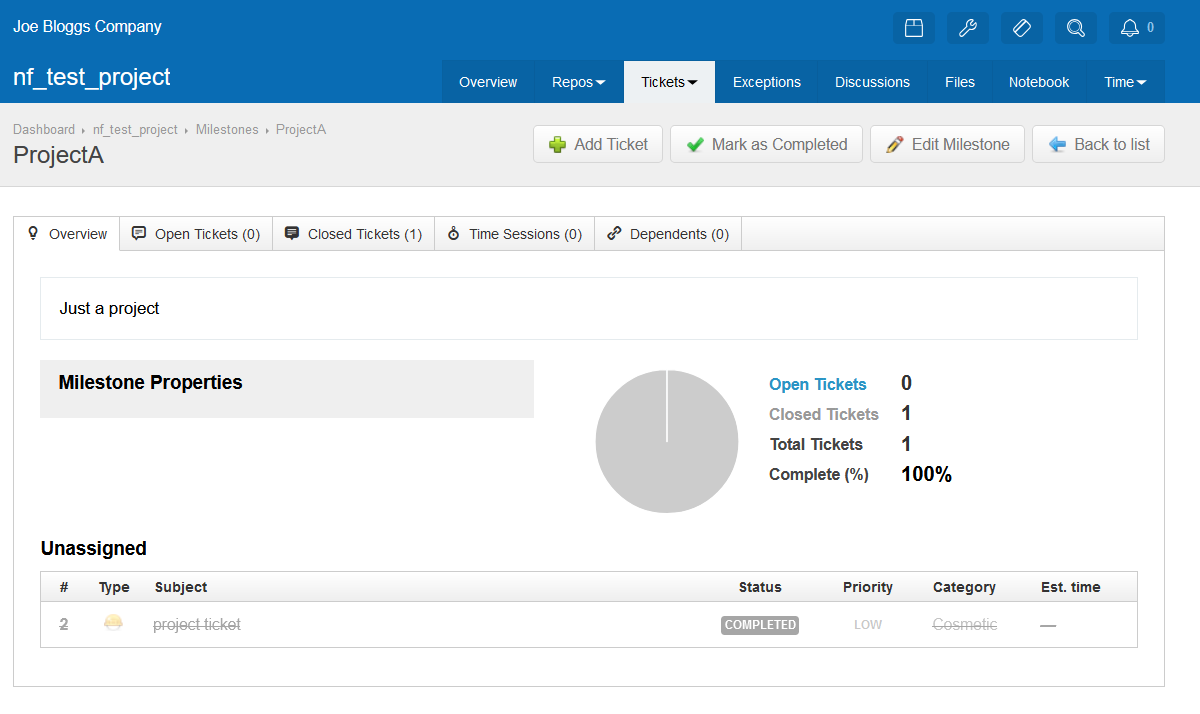 Joe Bloggs Company
0
nf_test_project
Overview Repos Tickets Exceptions Discussions Files Notebook Time
Dashboard › nf_test_project › Milestones › ProjectA
ProjectA
Add Ticket Mark as Completed Edit Milestone Back to list
Overview Open Tickets (0) Closed Tickets (1) Time Sessions (0) Dependents (0)
Just a project
Milestone Properties
Open Tickets 0
Closed Tickets 1
Total Tickets 1
Complete (%) 100%
Unassigned
# Type Subject Status Priority Category Est. time
2 project ticket COMPLETED LOW Cosmetic —